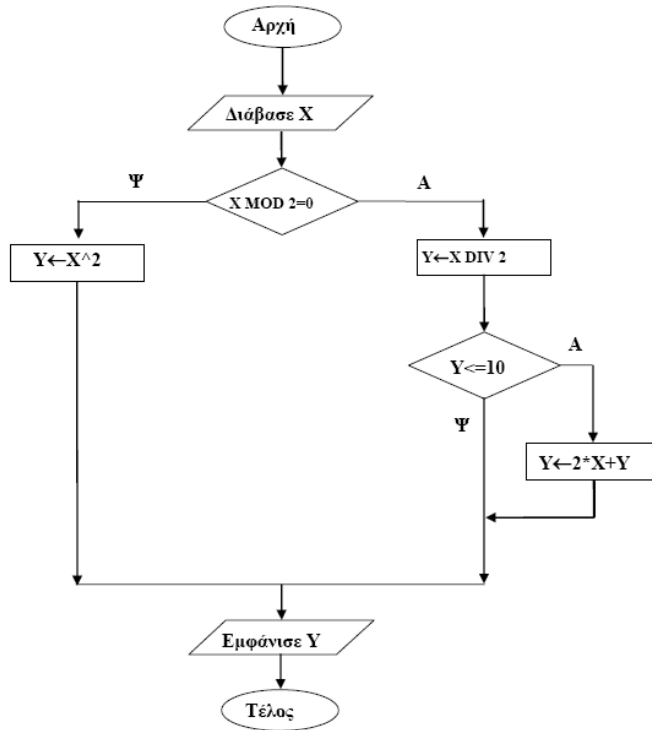 Αρχή
Διάβασε Χ
Ψ
Α
X MOD 2=0
Y←X^2
Y←X DIV 2
Α
Y<=10
Ψ
Y←2*X+Y
Εμφάνισε Υ
Τέλος